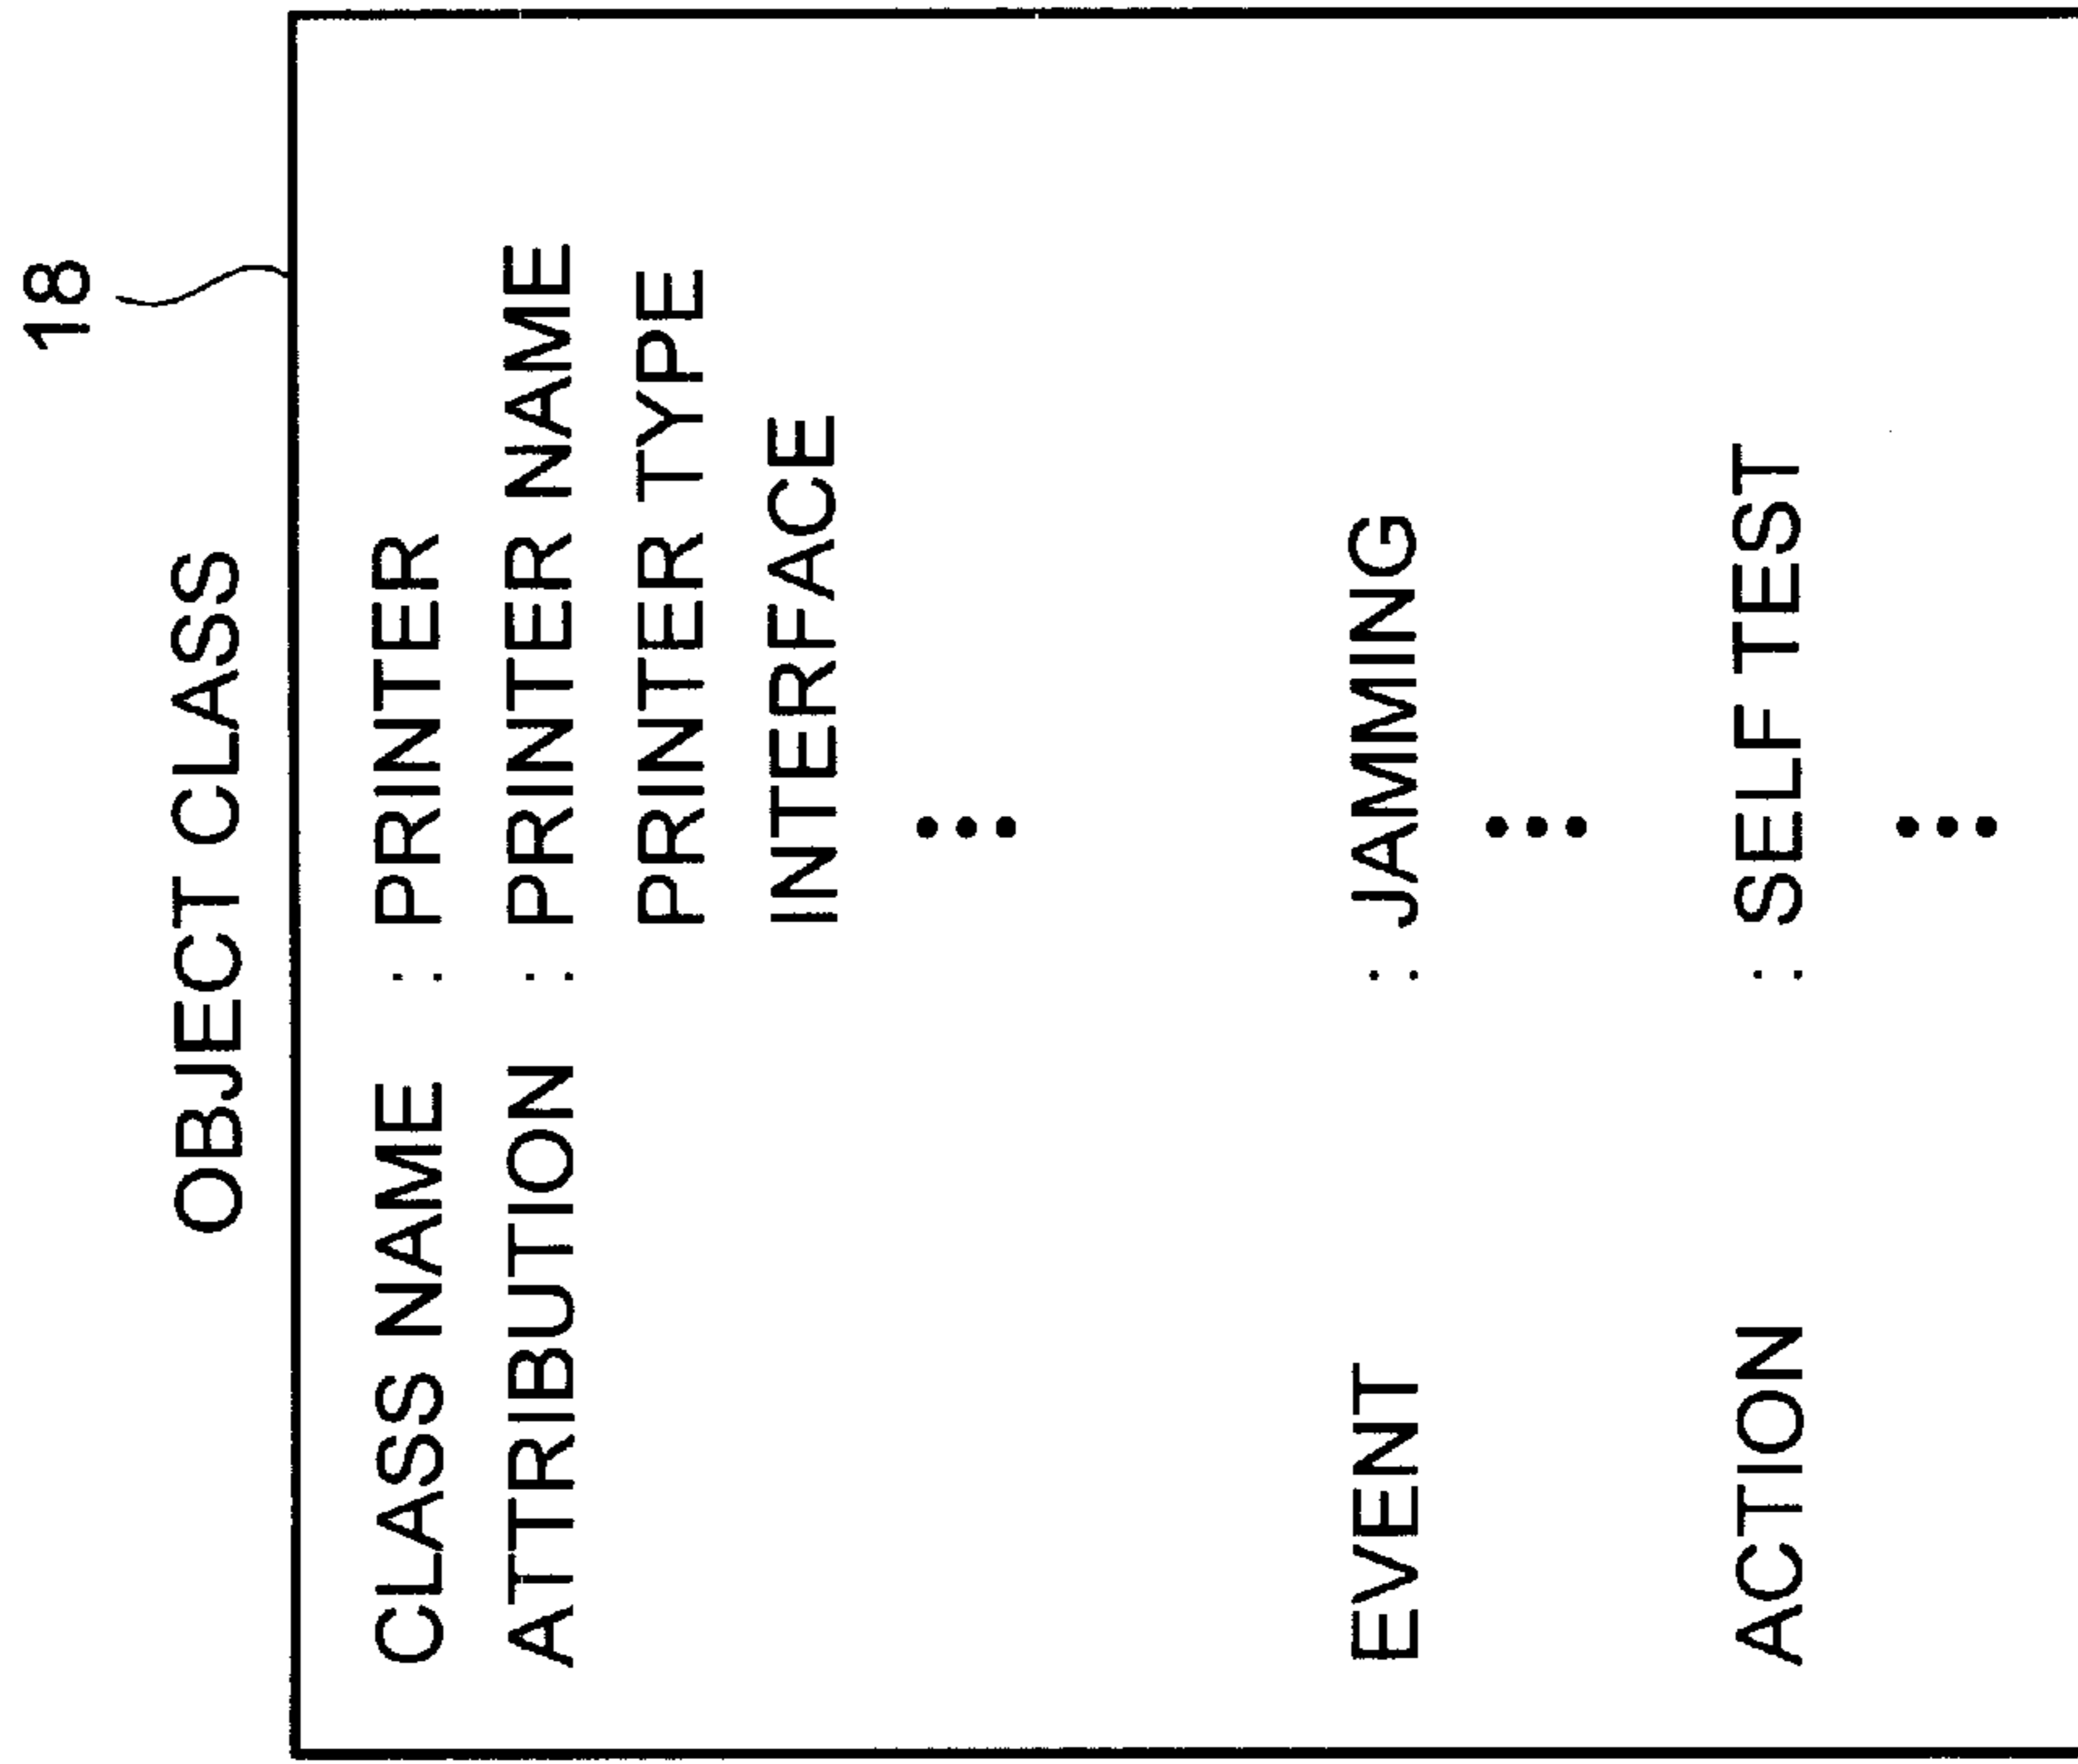 18
OBJECT CLASS
CLASS NAME : PRINTER
ATTRIBUTION : PRINTER NAME
PRINTER TYPE
INTERFACE
•••
EVENT : JAMMING
•••
ACTION : SELF TEST
•••